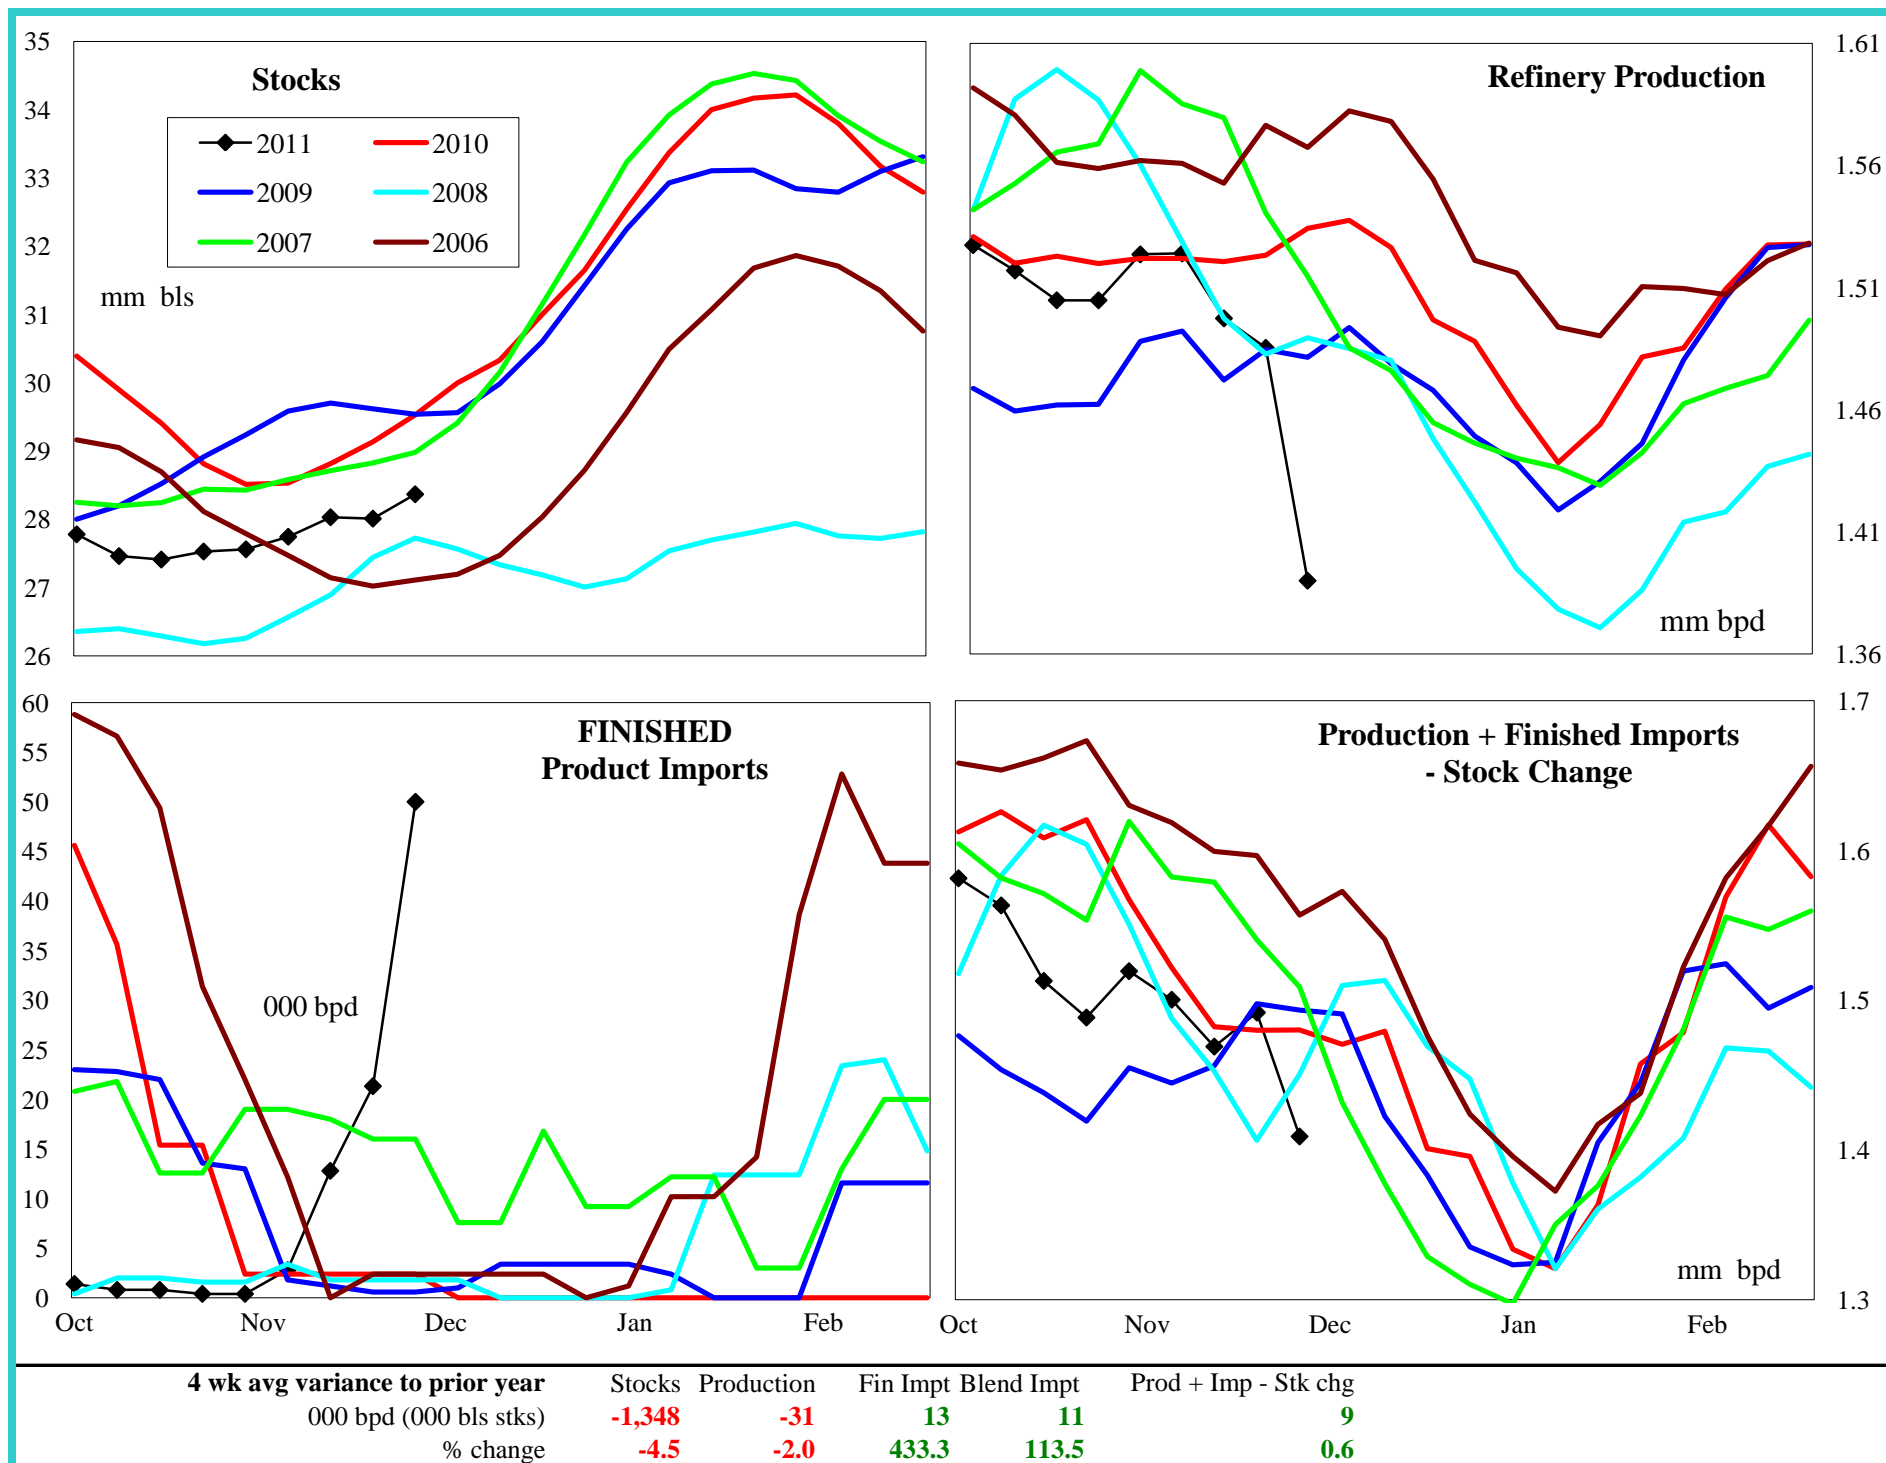 Stocks
2011
2010
2009
2008
2007
2006
mm bls
35
34
33
32
31
30
29
28
27
26
Refinery Production
mm bpd
1.61
1.56
1.51
1.46
1.41
1.36
FINISHED
Product Imports
000 bpd
60
55
50
45
40
35
30
25
20
15
10
5
0
Oct Nov Dec Jan Feb
Production + Finished Imports
- Stock Change
mm bpd
1.7
1.6
1.5
1.4
1.3
Oct Nov Dec Jan Feb
4 wk avg variance to prior year Stocks Production Fin Impt Blend Impt Prod + Imp - Stk chg
000 bpd (000 bls stks) -1,348 -31 13 11 9
% change -4.5 -2.0 433.3 113.5 0.6